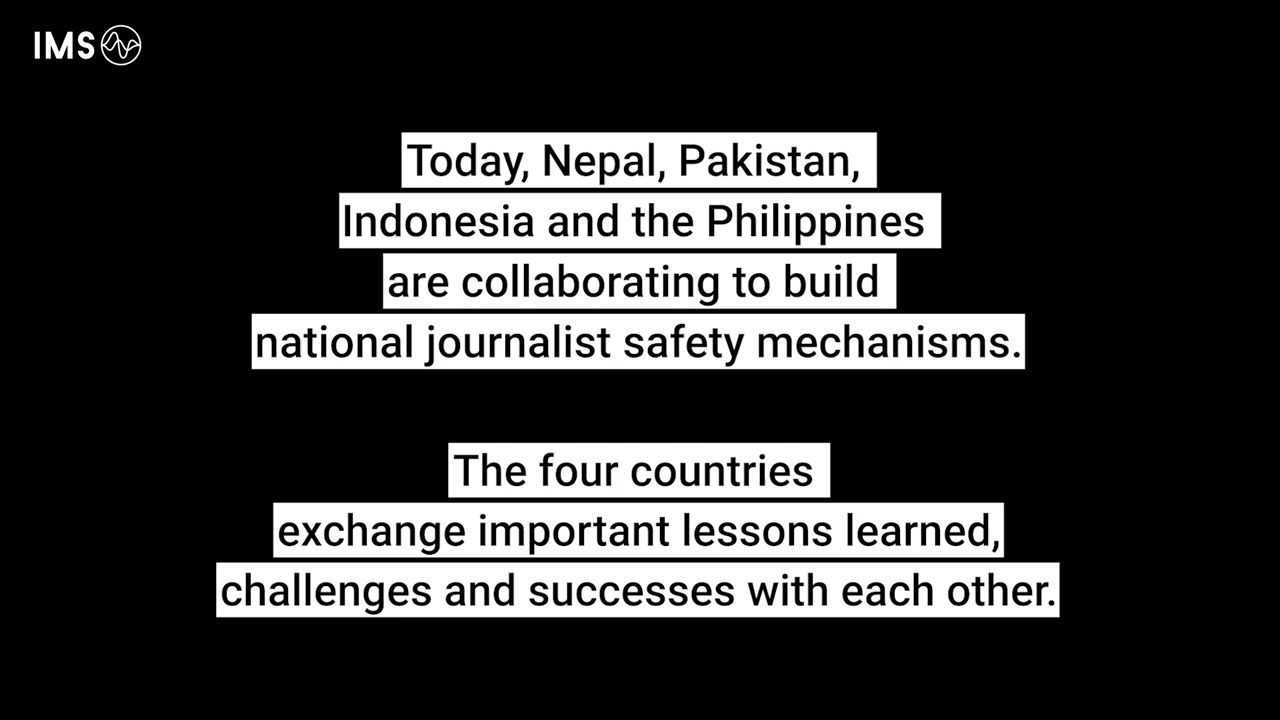 IMS
Today, Nepal, Pakistan,
Indonesia and the Philippines
are collaborating to build
national journalist safety mechanisms.
The four countries
exchange important lessons learned,
challenges and successes with each other.